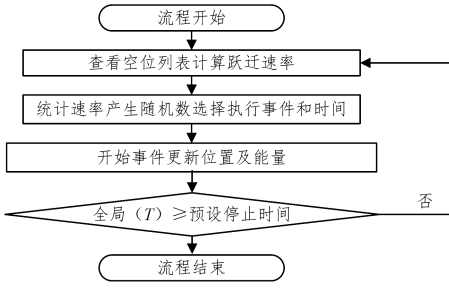 流程开始
查看空位列表计算跃迁速率
统计速率产生随机数选择执行事件和时间
开始事件更新位置及能量
全局（T）≥预设停止时间
否
流程结束